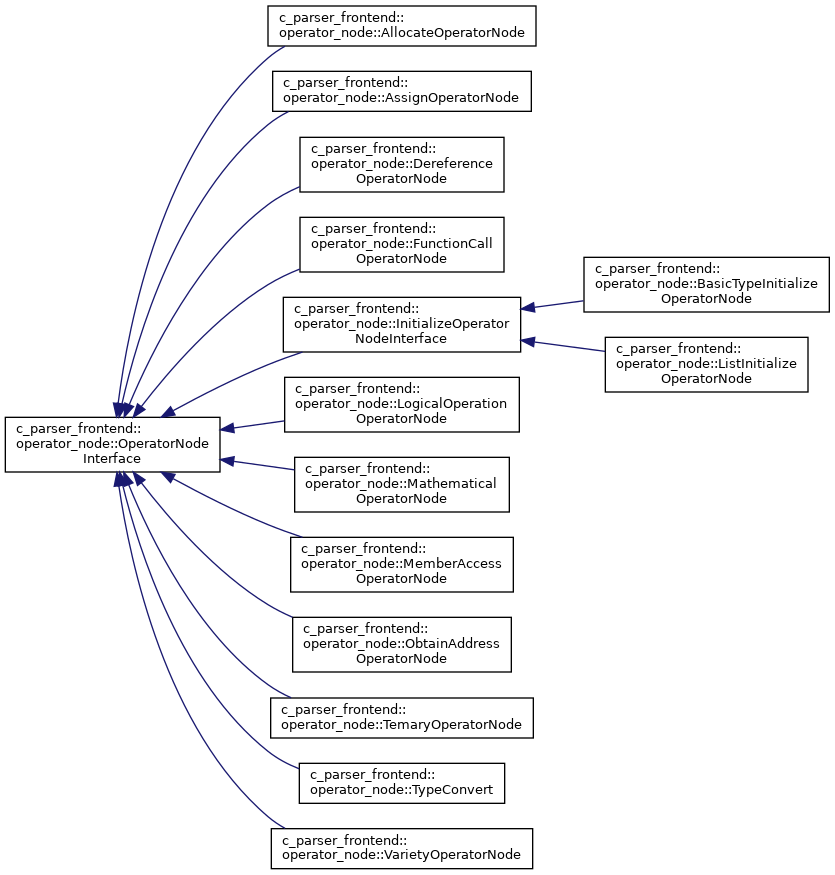 c_parser_frontend::
operator_node::AllocateOperatorNode
c_parser_frontend::
operator_node::AssignOperatorNode
c_parser_frontend::
operator_node::Dereference
OperatorNode
c_parser_frontend::
operator_node::FunctionCall
OperatorNode
c_parser_frontend::
operator_node::BasicTypeInitialize
OperatorNode
c_parser_frontend::
operator_node::InitializeOperator
NodeInterface
c_parser_frontend::
operator_node::ListInitialize
OperatorNode
c_parser_frontend::
operator_node::LogicalOperation
OperatorNode
c_parser_frontend::
operator_node::OperatorNode
Interface
c_parser_frontend::
operator_node::Mathematical
OperatorNode
c_parser_frontend::
operator_node::MemberAccess
OperatorNode
c_parser_frontend::
operator_node::ObtainAddress
OperatorNode
c_parser_frontend::
operator_node::TemaryOperatorNode
c_parser_frontend::
operator_node::TypeConvert
c_parser_frontend::
operator_node::VarietyOperatorNode